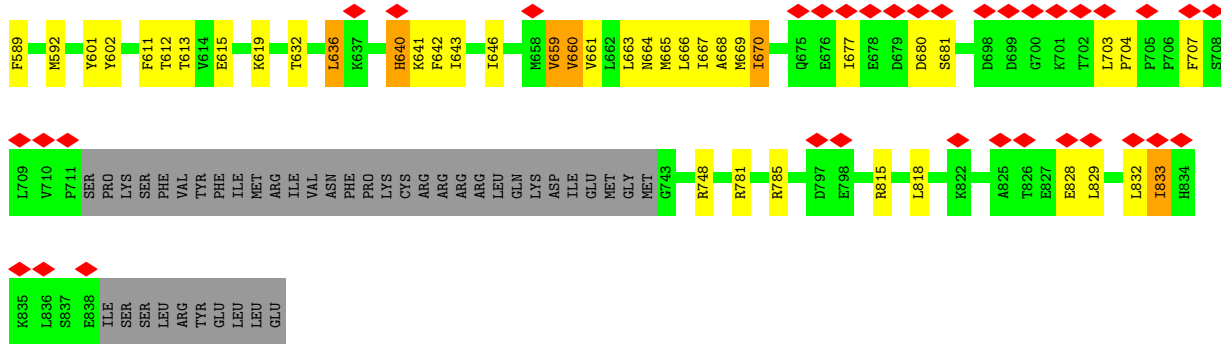 F589 M592 Y601 Y602 F611 T612 T613 V614 E615 K619 T632 L636 K637 H640 K641 F642 I643 I646 M658 V659 V660 V661 L662 L663 N664 M665 L666 I667 A668 M669 I670 Q675 E676 I677 E678 D679 D680 S681 D698 D699 G700 K701 T702 L703 P704 P705 P706 F707 S708
L709 V710 P711 SER PRO LYS SER PHE VAL TYR PHE ILE MET ARG ILE VAL ASN PHE PRO LYS CYS ARG ARG ARG ARG LEU GLN LYS ASP ILE GLU MET GLY MET G743 R748 R781 R785 D797 E798 R815 L818 K822 A825 T826 E827 E828 L829 L832 I833 H834
K835 L836 S837 E838 ILE SER SER LEU ARG TYR GLU LEU LEU GLU